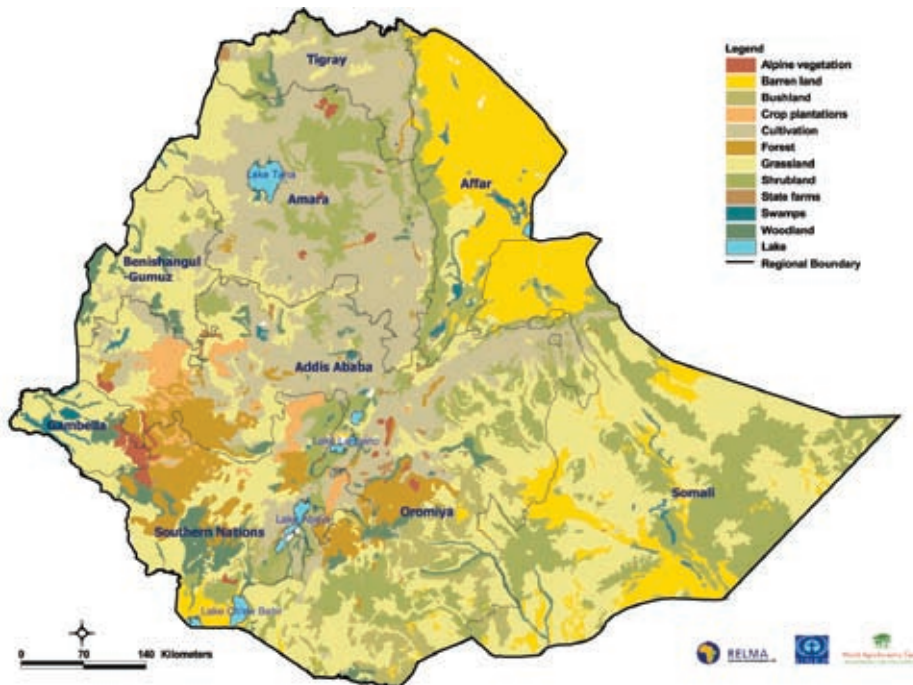 Legend
Alpine vegetation
Barren land
Bushland
Crop plantations
Cultivation
Forest
Grassland
Shrubland
State farms
Swamps
Woodland
Lake
Regional Boundary
Tigray
Affar
Lake Tana
Amara
Benishangul
-Gumuz
Addis Ababa
Gambella
Somali
Oromiya
Southern Nations
Lake Abaya
0 70 140 Kilometers
RELMA